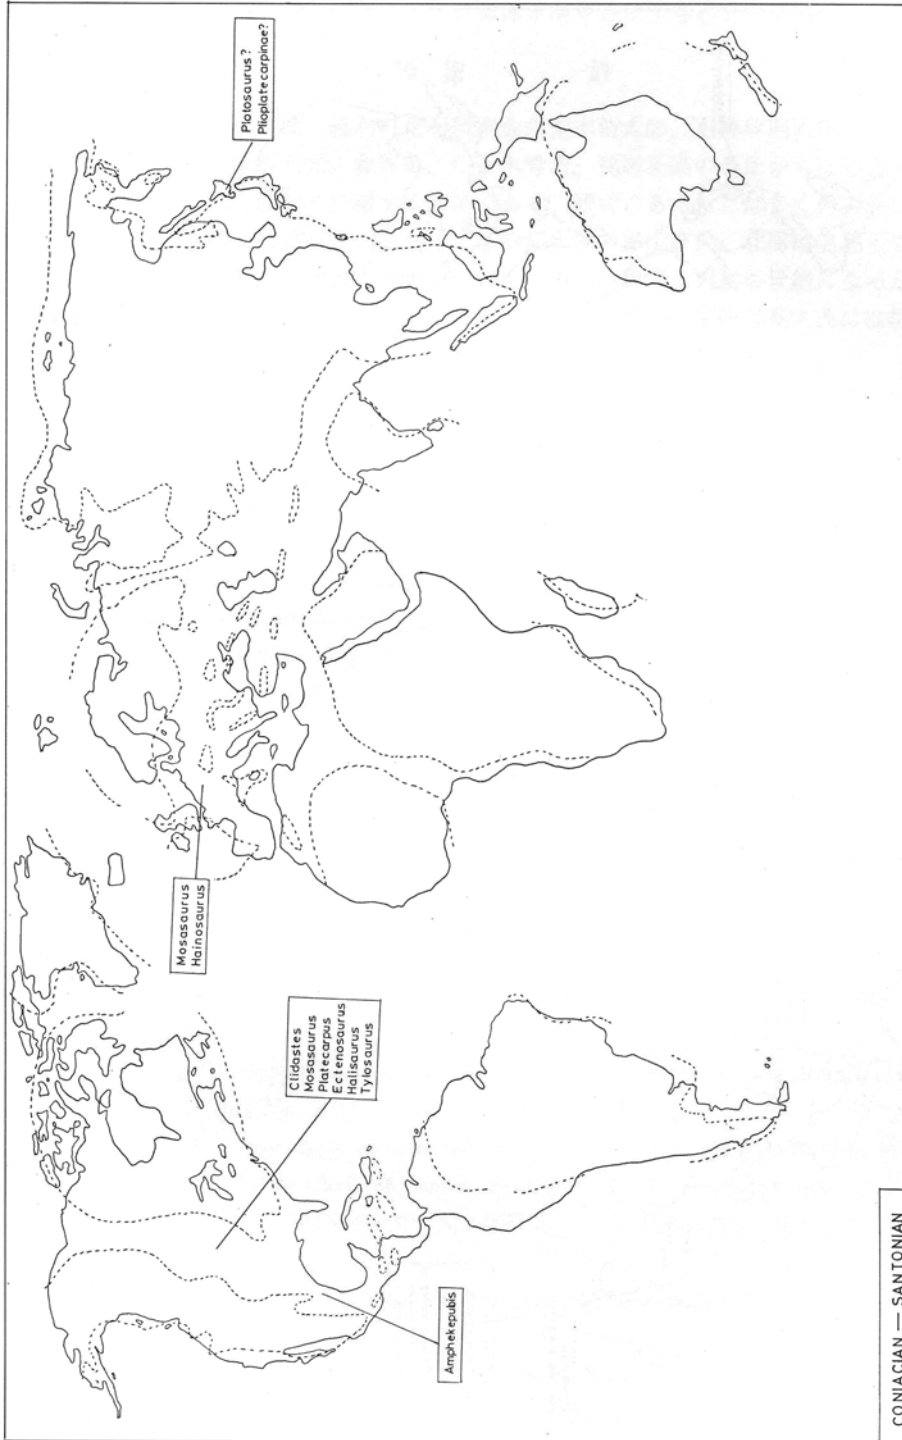 Plotosaurus?
Plioplatecarpinae?
Mosasaurus
Hainosaurus
Clidastes
Mosasaurus
Platecarpus
Ectenosaurus
Halisaurus
Tylosaurus
Amphekepubis
CONIACIAN — SANTONIAN